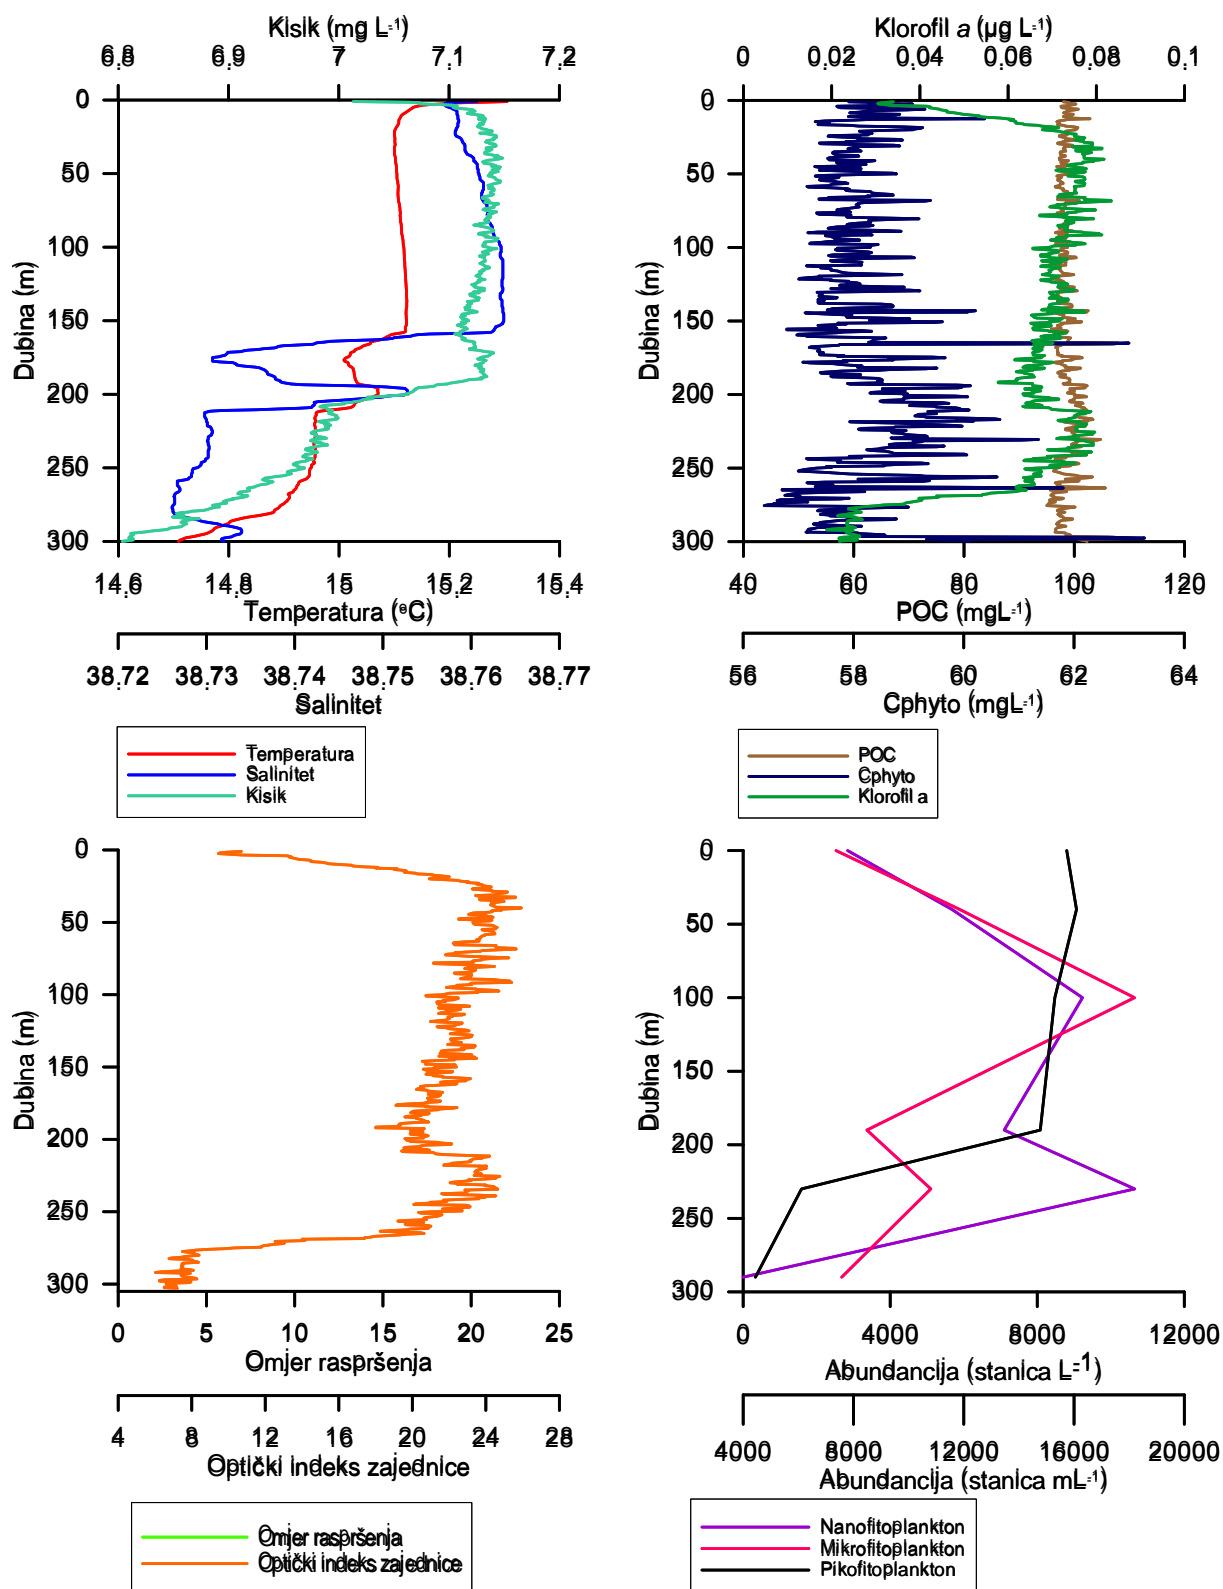 Kisik (mg L-1)
6.8 6.9 7 7.1 7.2
0
50
100
150
200
250
300
Dubina (m)
14.6 14.8 15 15.2 15.4
Temperatura (°C)
38.72 38.73 38.74 38.75 38.76 38.77
Salinitet
Temperatura
Salinitet
Kisik
Klorofil a (µg L-1)
0 0.02 0.04 0.06 0.08 0.1
0
50
100
150
200
250
300
Dubina (m)
40 60 80 100 120
POC (mgL-1)
56 58 60 62 64
Cphyto (mgL-1)
POC
Cphyto
Klorofil a
0
50
100
150
200
250
300
Dubina (m)
0 5 10 15 20 25
Omjer raspršenja
4 8 12 16 20 24 28
Optički indeks zajednice
Omjer raspršenja
Optički indeks zajednice
0
50
100
150
200
250
300
Dubina (m)
0 4000 8000 12000
Abundancija (stanica L-1)
4000 8000 12000 16000 20000
Abundancija (stanica mL-1)
Nanofitoplankton
Mikrofitoplankton
Pikofitoplankton